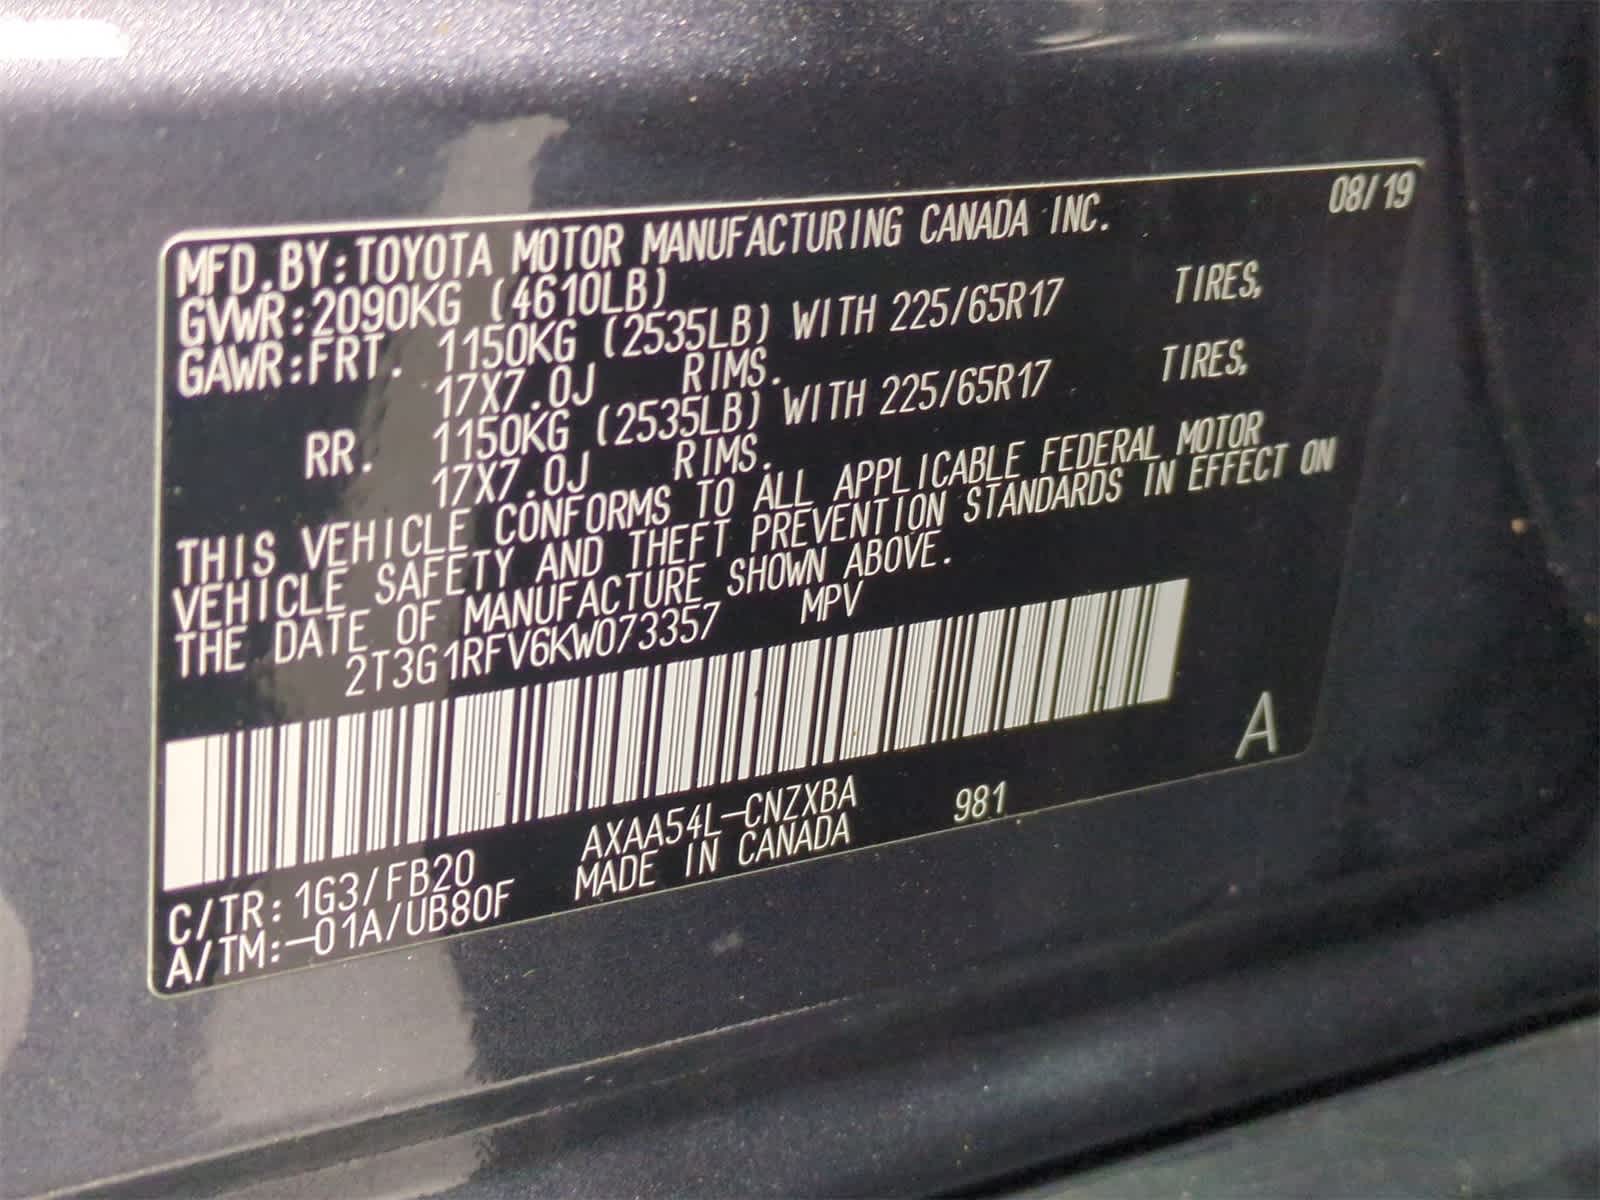 08/19
MFD.BY:TOYOTA MOTOR MANUFACTURING CANADA INC.
GVWR:2090KG (4610LB)
GAWR:FRT. 1150KG (2535LB) WITH 225/65R17 TIRES,
17X7.0J RIMS.
RR. 1150KG (2535LB) WITH 225/65R17 TIRES,
17X7.0J RIMS.
THIS VEHICLE CONFORMS TO ALL APPLICABLE FEDERAL MOTOR
VEHICLE SAFETY AND THEFT PREVENTION STANDARDS IN EFFECT ON
THE DATE OF MANUFACTURE SHOWN ABOVE.
2T3G1RFV6KW073357 MPV
A
AXAA54L-CNZXBA 981
C/TR:1G3/FB20 MADE IN CANADA
A/TM:-01A/UB80F